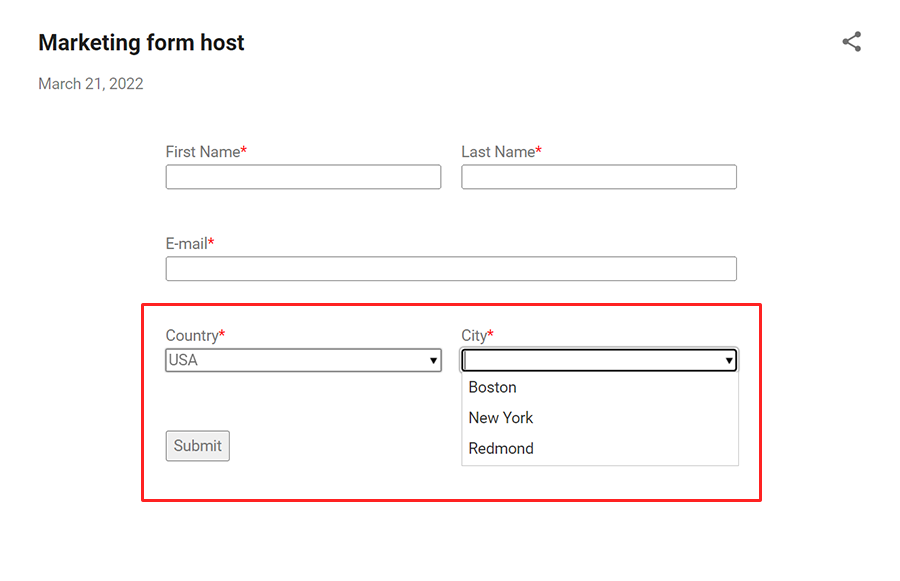 Marketing form host
March 21, 2022
First Name* Last Name*
E-mail*
Country* City*
USA
Boston
New York
Submit
Redmond